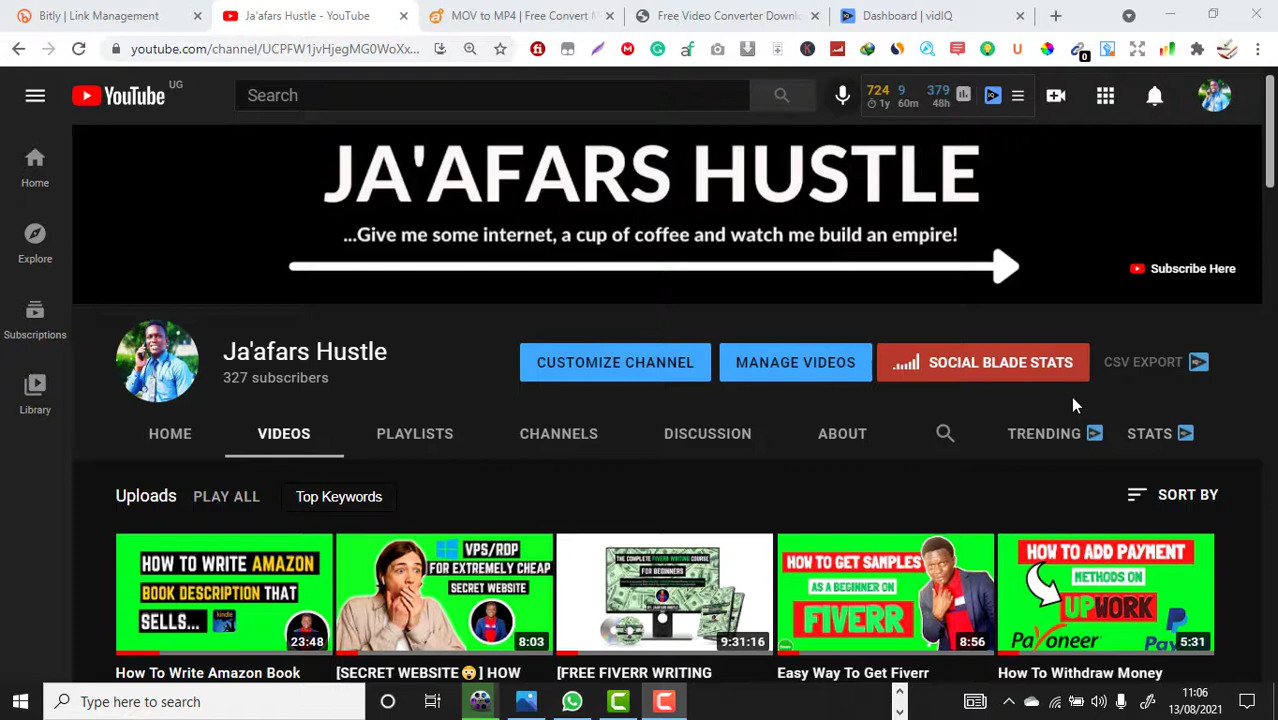 Bitly | Link Management
Ja'afars Hustle - YouTube
MOV to MP4 | Free Convert
Free Video Converter Downl
Dashboard | vidIQ
youtube.com/channel/UCPFW1jvHjegMG0WoXx...
0
YouTube UG
Search
724 9 379
1y 60m 48h
JA'AFARS HUSTLE
...Give me some internet, a cup of coffee and watch me build an empire!
Subscribe Here
Home
Explore
Subscriptions
Library
Ja'afars Hustle
327 subscribers
CUSTOMIZE CHANNEL
MANAGE VIDEOS
SOCIAL BLADE STATS
CSV EXPORT
HOME VIDEOS PLAYLISTS CHANNELS DISCUSSION ABOUT TRENDING STATS
Uploads PLAY ALL Top Keywords SORT BY
HOW TO WRITE AMAZON
BOOK DESCRIPTION THAT
SELLS... kindle
23:48
VPS/RDP
FOR EXTREMELY CHEAP
SECRET WEBSITE
8:03
THE COMPLETE FIVERR WRITING COURSE
FOR BEGINNERS
9:31:16
HOW TO GET SAMPLES
AS A BEGINNER ON
FIVERR
8:56
HOW TO ADD PAYMENT
METHODS ON
UPWORK
Payoneer
5:31
How To Write Amazon Book
[SECRET WEBSITE😳] HOW
[FREE FIVERR WRITING
Easy Way To Get Fiverr
How To Withdraw Money
Type here to search
11:06
13/08/2021